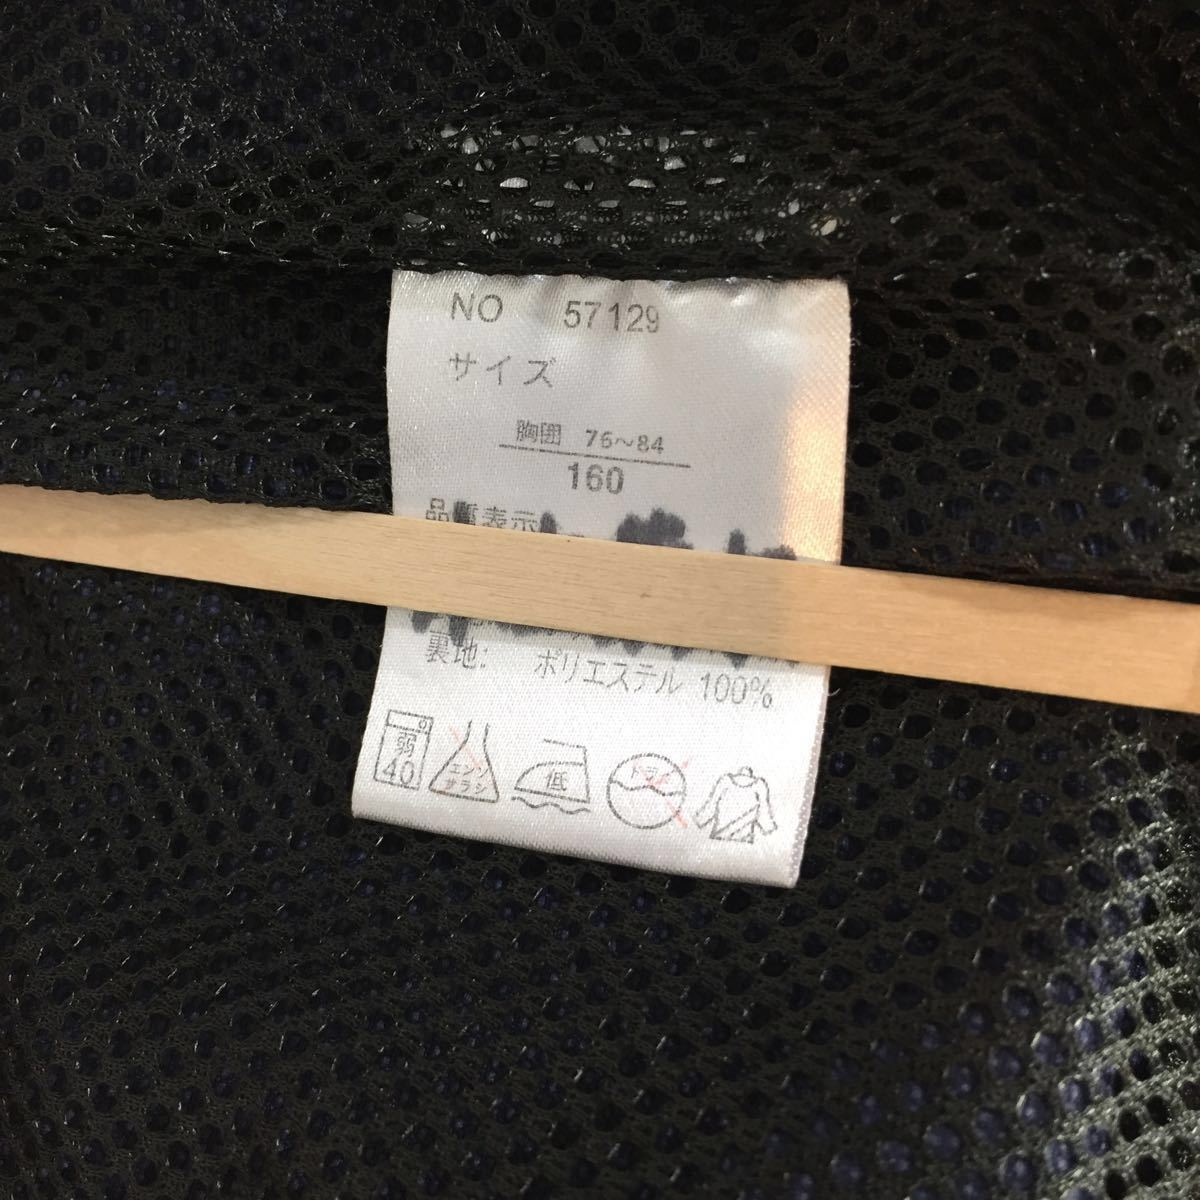 NO 57129
サイズ
胸囲 76～84
160
品質表示
裏地: ポリエステル 100%
弱
40
エンソ
サラシ
低
ドライ